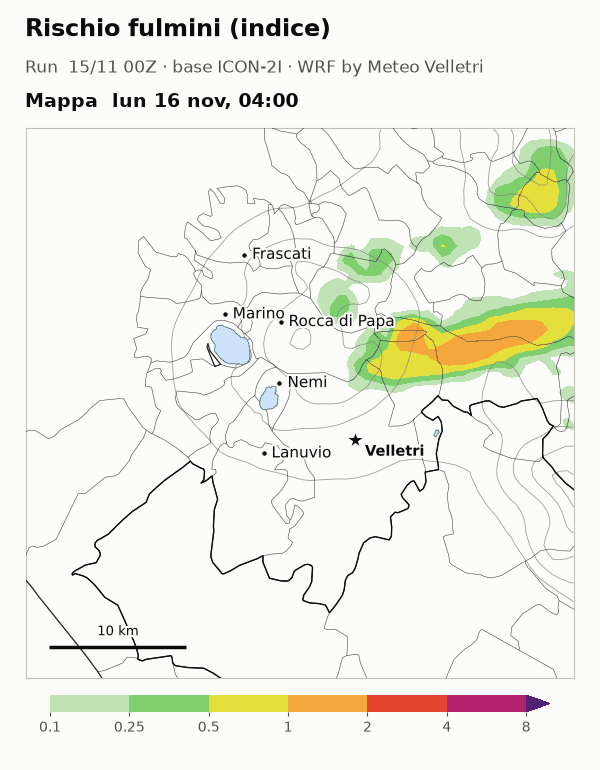 Rischio fulmini (indice)
Run  15/11 00Z · base ICON-2I · WRF by Meteo Velletri
Mappa  lun 16 nov, 04:00
Frascati
Marino
Rocca di Papa
Nemi
Velletri
Lanuvio
10 km
0.1 0.25 0.5 1 2 4 8